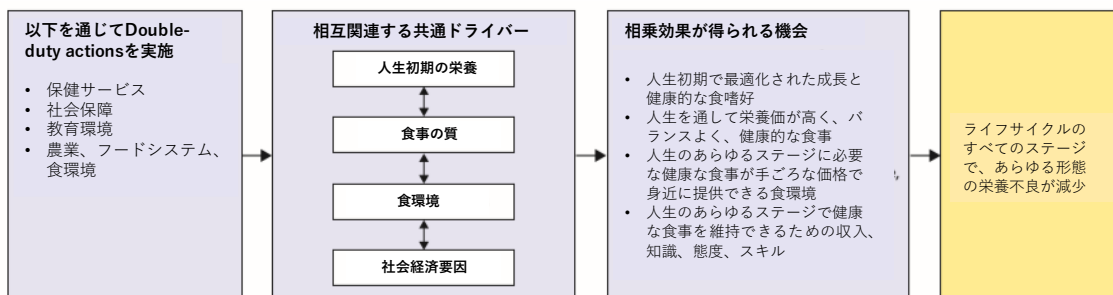 以下を通じてDouble-
duty actionsを実施
• 保健サービス
• 社会保障
• 教育環境
• 農業、フードシステム、
食環境
相互関連する共通ドライバー
人生初期の栄養
食事の質
食環境
社会経済要因
相乗効果が得られる機会
• 人生初期で最適化された成長と
健康的な食嗜好
• 人生を通して栄養価が高く、バ
ランスよく、健康的な食事
• 人生のあらゆるステージに必要
な健康な食事が手ごろな価格で
身近に提供できる食環境
• 人生のあらゆるステージで健康
な食事を維持できるための収入、
知識、態度、スキル
ライフサイクルの
すべてのステージ
で、あらゆる形態
の栄養不良が減少